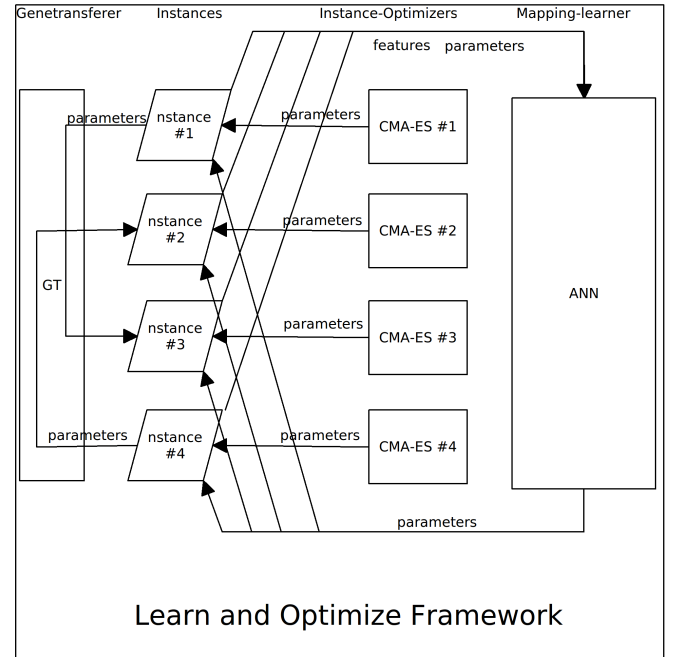 Genetransferer Instances Instance-Optimizers Mapping-learner
features parameters
parameters
nstance
#1
parameters
CMA-ES #1
nstance
#2
parameters
CMA-ES #2
GT
ANN
nstance
#3
parameters
CMA-ES #3
parameters
nstance
#4
parameters
CMA-ES #4
parameters
Learn and Optimize Framework